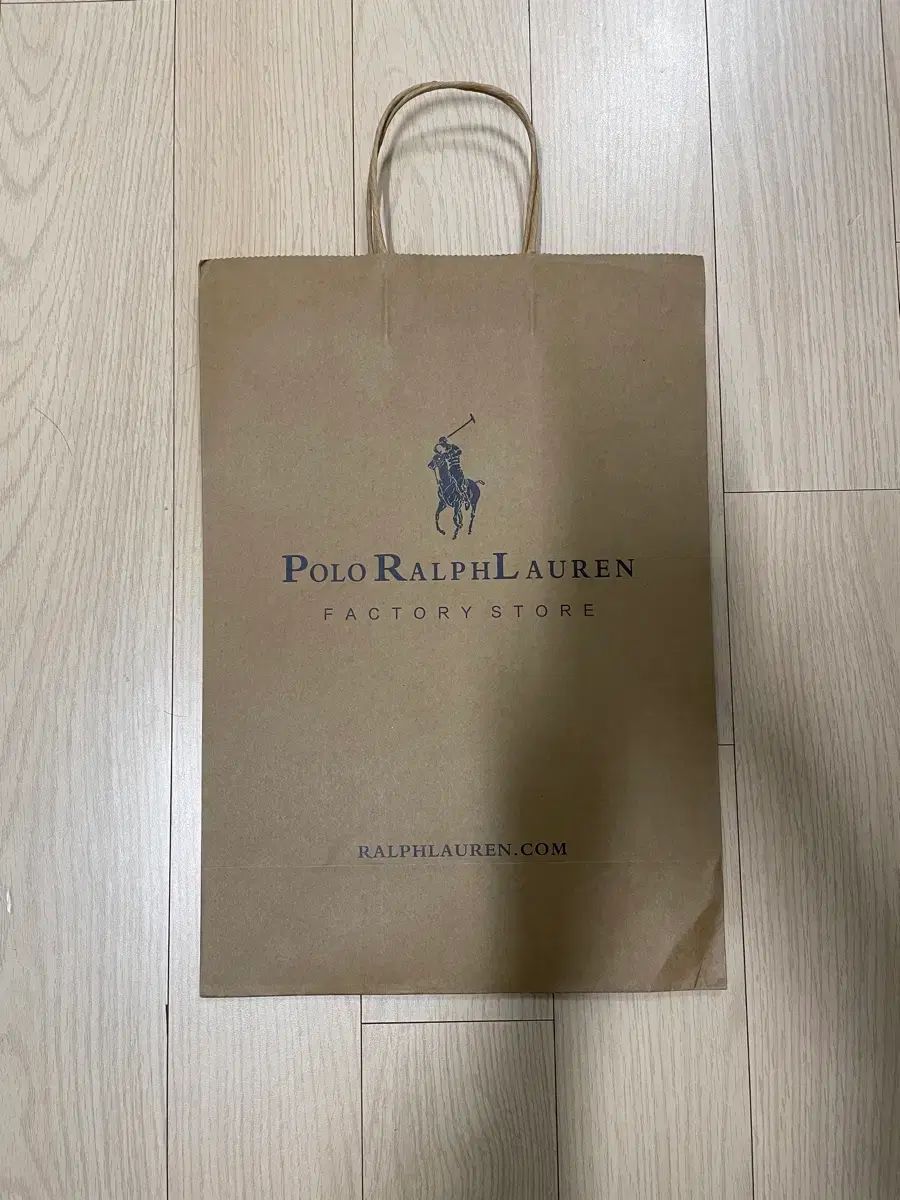 POLO RALPH LAUREN
FACTORY STORE
RALPHLAUREN.COM